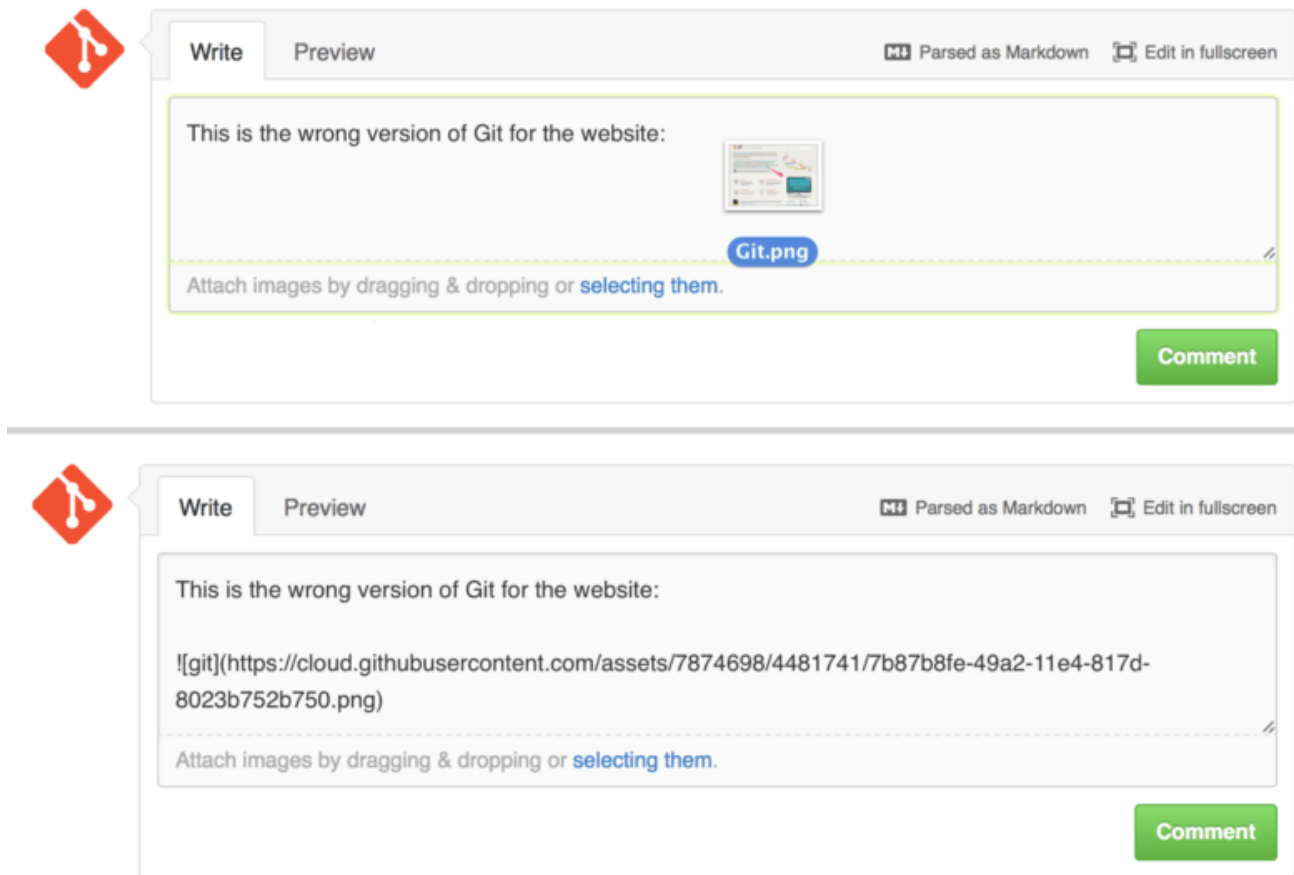 Write Preview Parsed as Markdown Edit in fullscreen
This is the wrong version of Git for the website:
Git.png
Attach images by dragging & dropping or selecting them.
Comment
Write Preview Parsed as Markdown Edit in fullscreen
This is the wrong version of Git for the website:
![git](https://cloud.githubusercontent.com/assets/7874698/4481741/7b87b8fe-49a2-11e4-817d-
8023b752b750.png)
Attach images by dragging & dropping or selecting them.
Comment